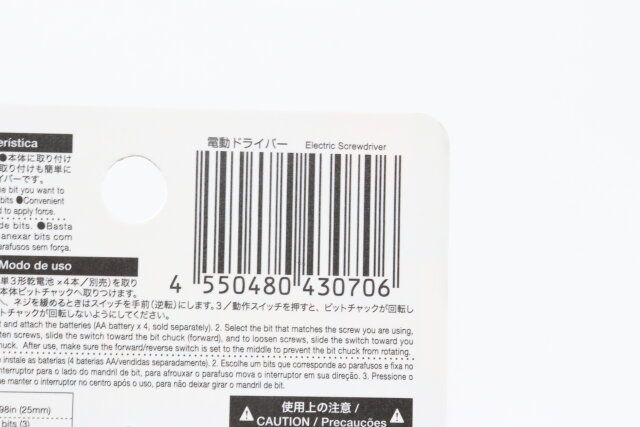 電動ドライバー Electric Screwdriver
erística
●本体に取り付け
取り付けも簡単に
イバーです。
e bit you want to
bits ●Convenient
d to apply force.
de bits. ●Basta
anexar bits com
parafusos sem força.
4 550480 430706
Modo de uso
単3形乾電池×4本/別売)を取り
本体ビットチャックへ取りつけます。
、ネジを緩めるときはスイッチを手前(逆転)にします。3/動作スイッチを押すと、ビットチャックが回転し
トチャックが回転しないようにしてください。
t and attach the batteries (AA battery x 4, sold separately). 2. Select the bit that matches the screw you are using,
ten screws, slide the switch toward the bit chuck (forward), and to loosen screws, slide the switch toward you
huck. After use, make sure the forward/reverse switch is set to the middle to prevent the bit chuck from rotating.
instale as baterias (4 baterias AA/vendidas separadamente). 2. Escolhe um bits que corresponde ao parafusos e fixa no
o interruptor para o lado do mandril de bit, para afrouxar o parafuso mova o interruptor em sua direção. 3. Pressione o
e manter o interruptor no centro após o uso, para não deixar girar o mandril de bit.
98in (25mm)
bits (3)
使用上の注意 /
CAUTION / Precauções